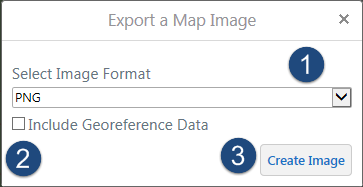 Export a Map Image ×
1
Select Image Format
PNG
Include Georeference Data
2
3 Create Image